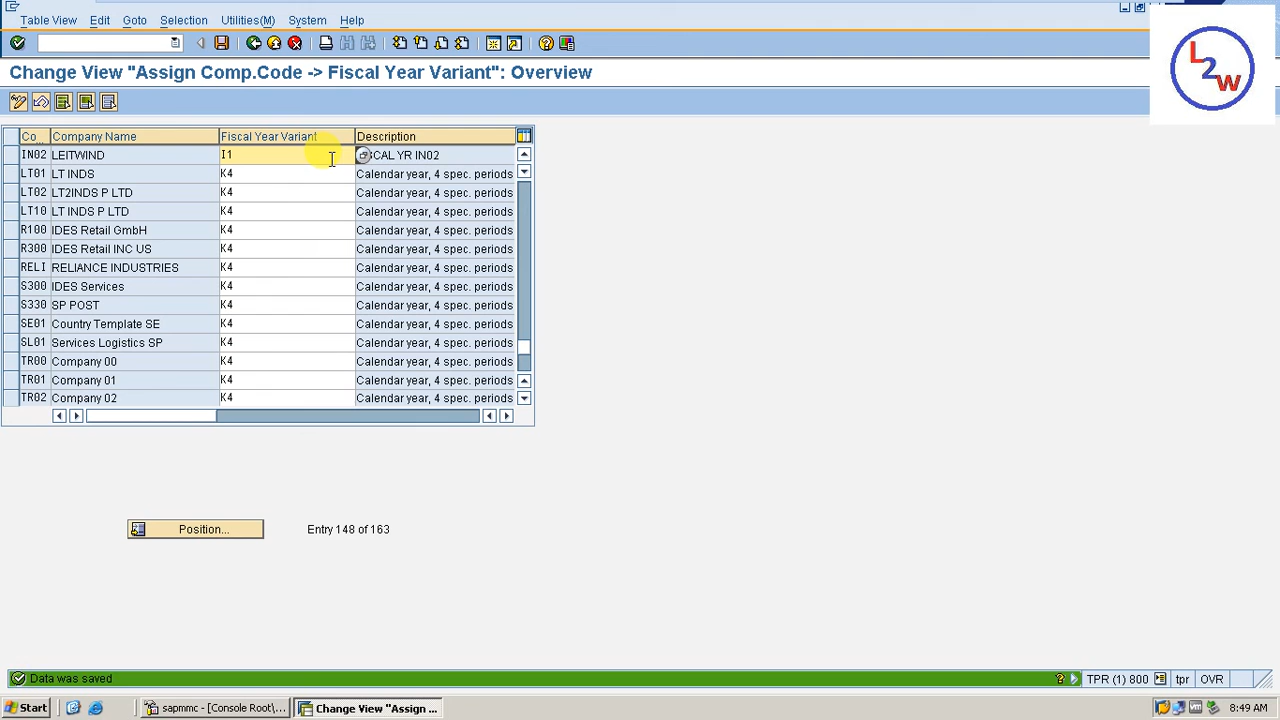 Table View Edit Goto Selection Utilities(M) System Help
L2W
Change View "Assign Comp.Code -> Fiscal Year Variant": Overview
Co.. Company Name Fiscal Year Variant Description
IN02 LEITWIND I1 CAL YR IN02
LT01 LT INDS K4 Calendar year, 4 spec. periods
LT02 LT2INDS P LTD K4 Calendar year, 4 spec. periods
LT10 LT INDS P LTD K4 Calendar year, 4 spec. periods
R100 IDES Retail GmbH K4 Calendar year, 4 spec. periods
R300 IDES Retail INC US K4 Calendar year, 4 spec. periods
RELI RELIANCE INDUSTRIES K4 Calendar year, 4 spec. periods
S300 IDES Services K4 Calendar year, 4 spec. periods
S330 SP POST K4 Calendar year, 4 spec. periods
SE01 Country Template SE K4 Calendar year, 4 spec. periods
SL01 Services Logistics SP K4 Calendar year, 4 spec. periods
TR00 Company 00 K4 Calendar year, 4 spec. periods
TR01 Company 01 K4 Calendar year, 4 spec. periods
TR02 Company 02 K4 Calendar year, 4 spec. periods
Position... Entry 148 of 163
Data was saved TPR (1) 800 tpr OVR
Start sapmmc - [Console Root\... Change View "Assign ... 8:49 AM